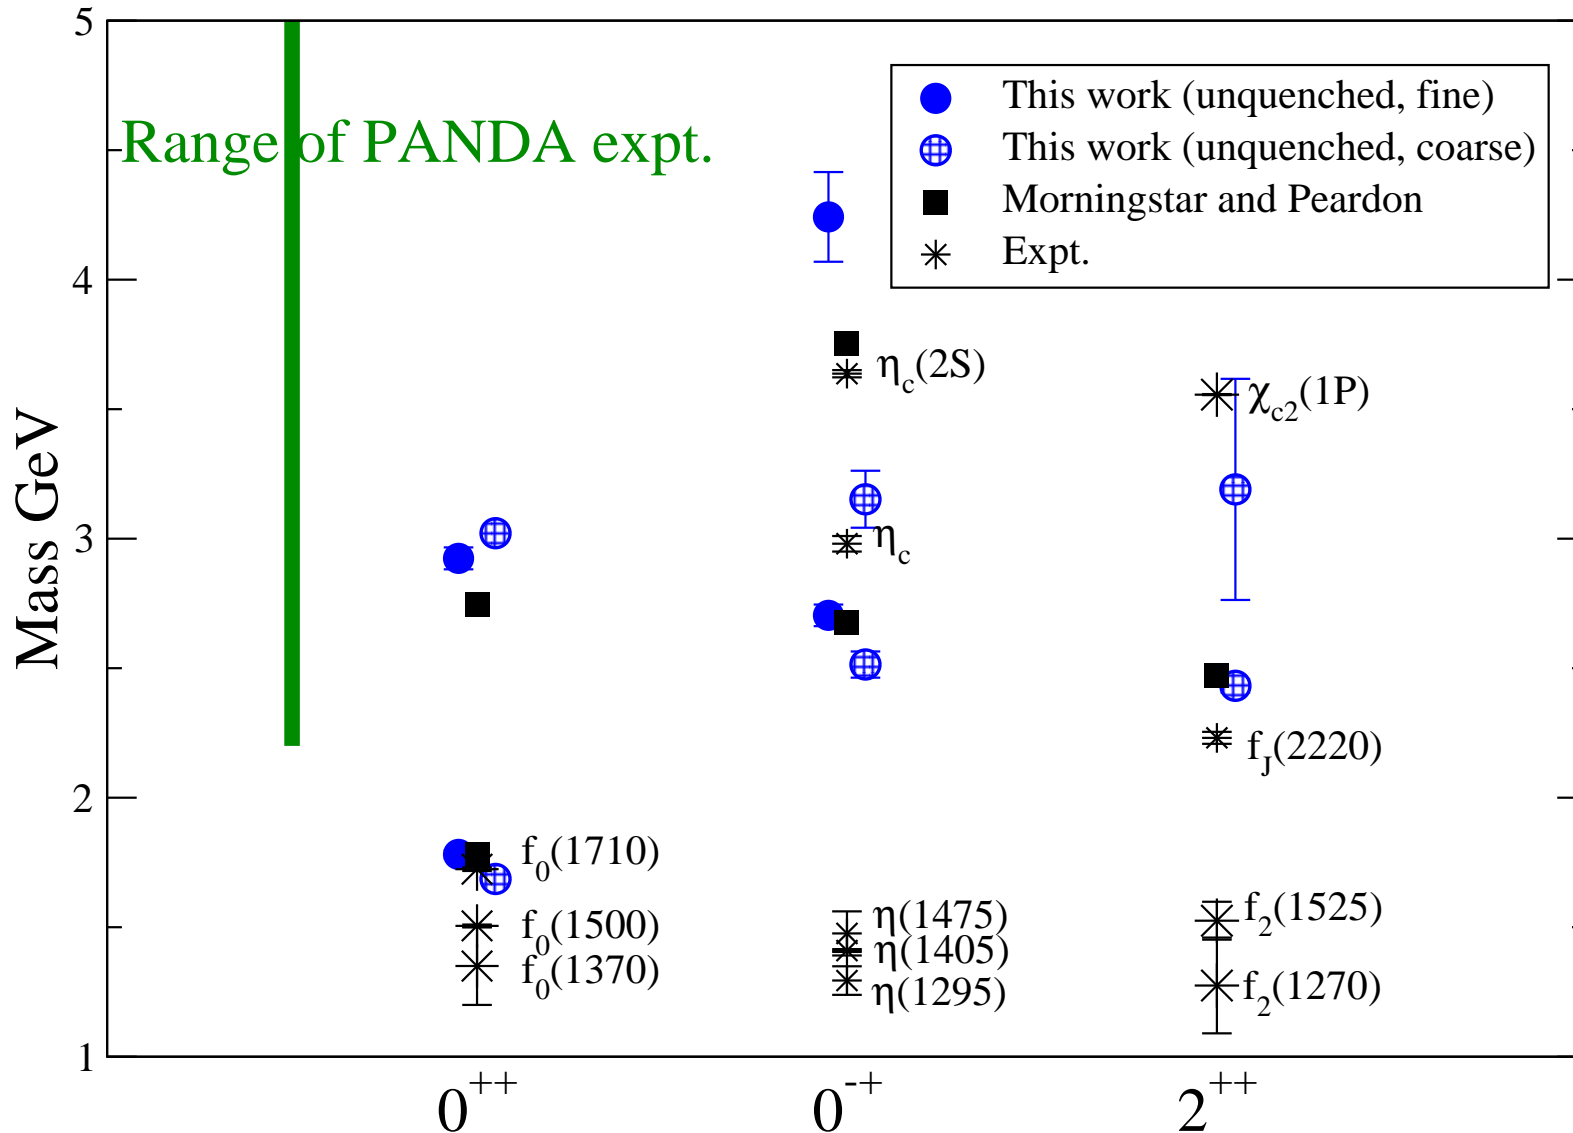 5
This work (unquenched, fine)
This work (unquenched, coarse)
Morningstar and Peardon
Expt.
Range of PANDA expt.
4
η_c(2S)
χ_c2(1P)
3
η_c
Mass GeV
f_J(2220)
2
f_0(1710)
f_0(1500)
f_0(1370)
η(1475)
η(1405)
η(1295)
f_2(1525)
f_2(1270)
1
0^++
0^-+
2^++